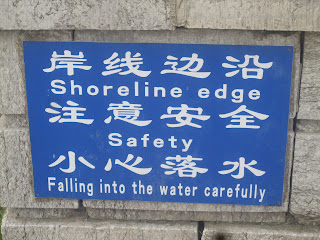 岸线边沿
Shoreline edge
注意安全
Safety
小心落水
Falling into the water carefully